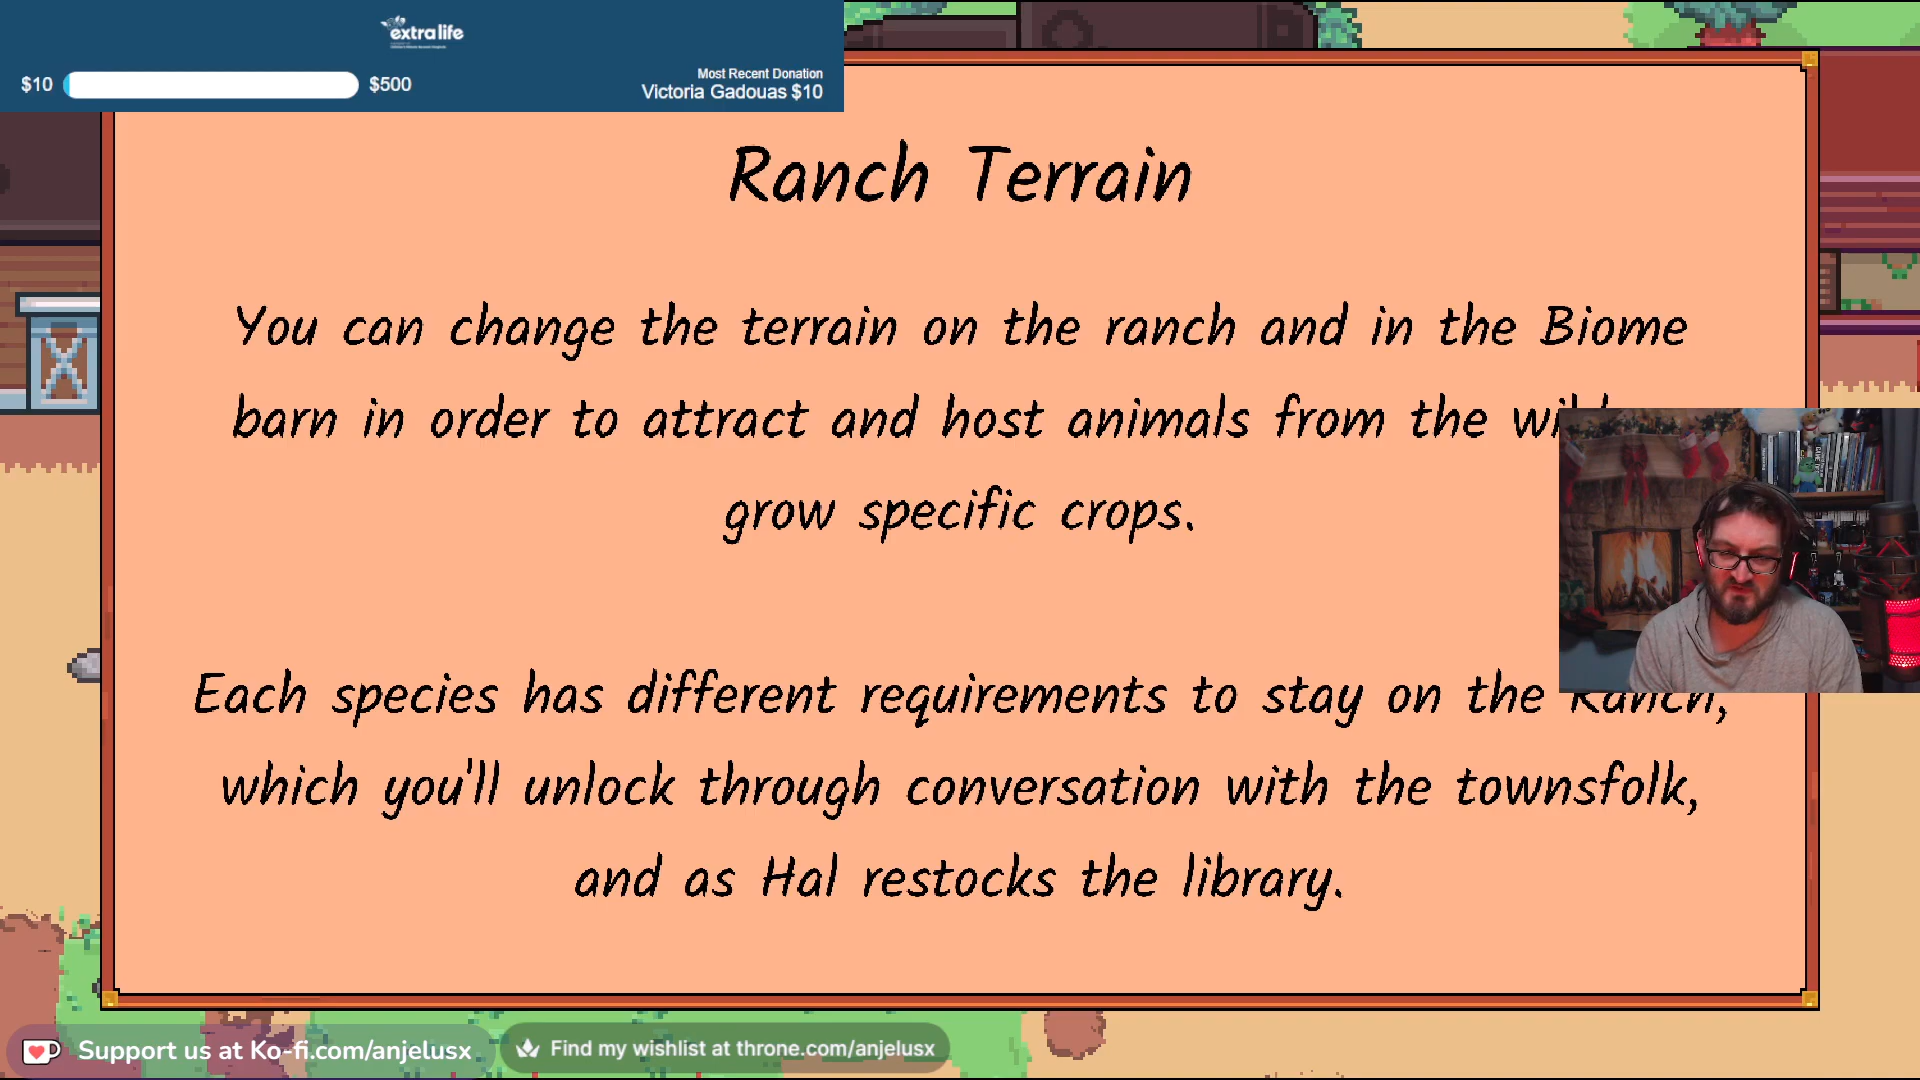 extralife
$10
$500
Most Recent Donation
Victoria Gadouas $10
Ranch Terrain
You can change the terrain on the ranch and in the Biome
barn in order to attract and host animals from the
grow specific crops.
Each species has different requirements to stay on the Ranch,
which you'll unlock through conversation with the townsfolk,
and as Hal restocks the library.
Support us at Ko-fi.com/anjelusx
Find my wishlist at throne.com/anjelusx